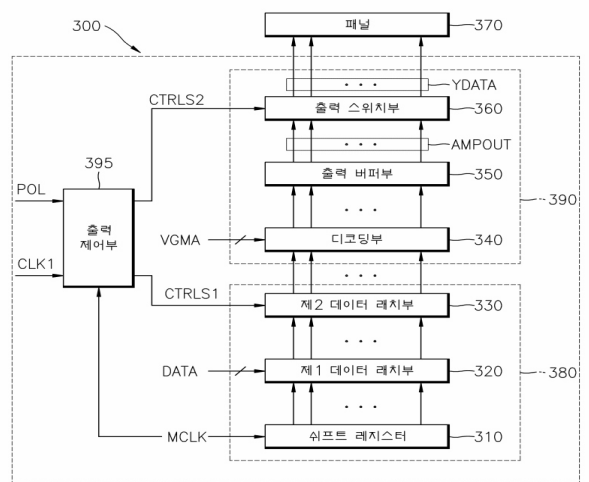 300
패널
370
YDATA
CTRLS2
출력 스위치부
360
AMPOUT
395
출력 버퍼부
350
POL
390
출력
제어부
VGMA
디코딩부
340
CLK1
CTRLS1
제2 데이터 래치부
330
DATA
제1 데이터 래치부
320
380
MCLK
쉬프트 레지스터
310